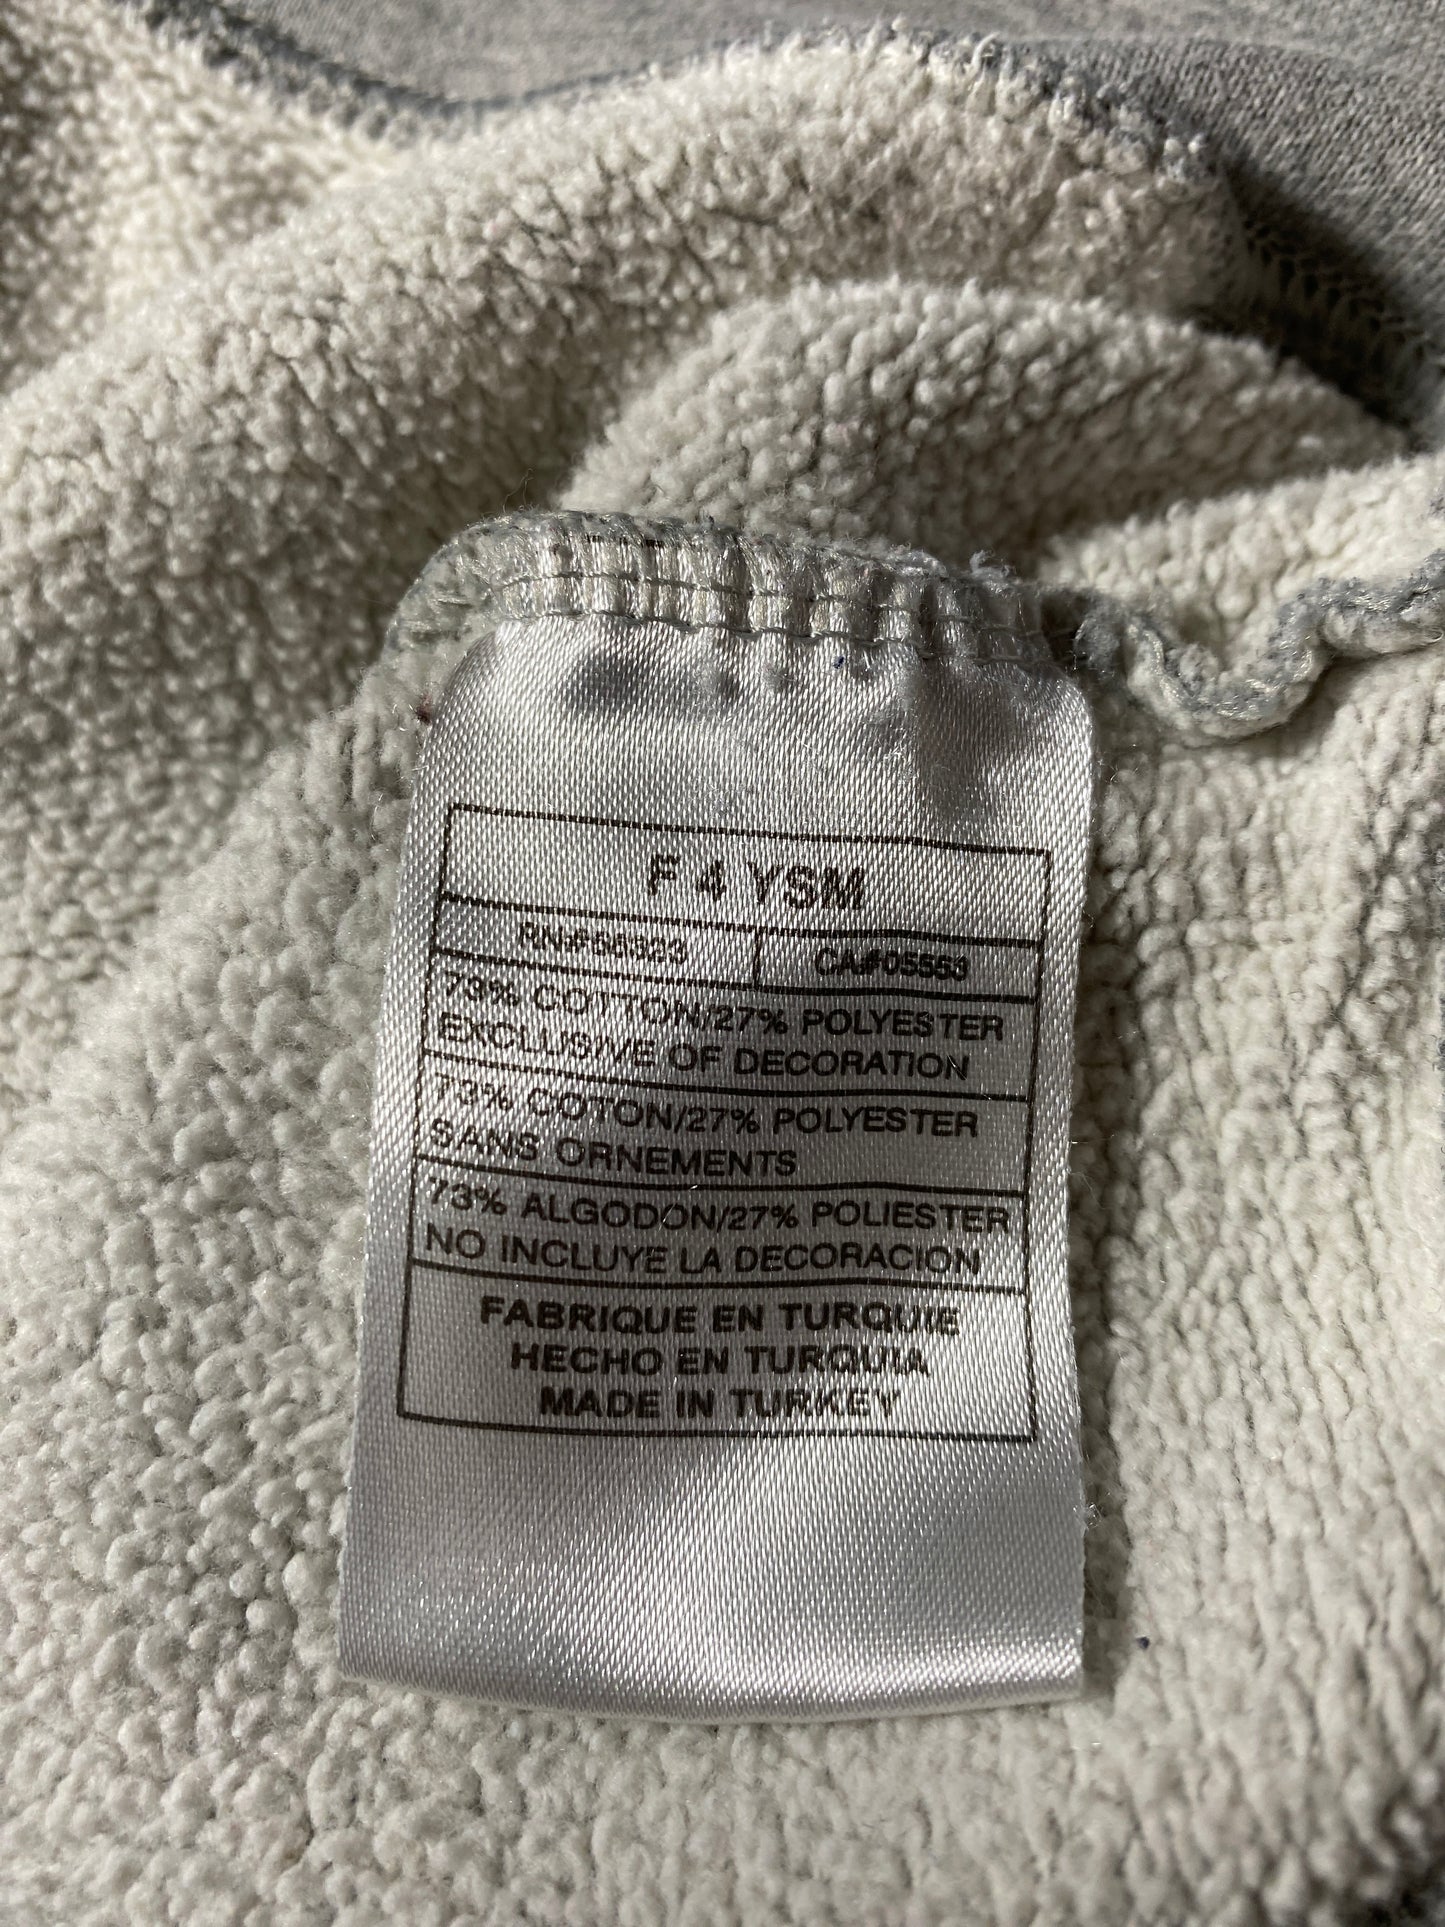 F 4 YSM
RN#56323 CA#05553
73% COTTON/27% POLYESTER
EXCLUSIVE OF DECORATION
73% COTON/27% POLYESTER
SANS ORNEMENTS
73% ALGODON/27% POLIESTER
NO INCLUYE LA DECORACION
FABRIQUE EN TURQUIE
HECHO EN TURQUIA
MADE IN TURKEY